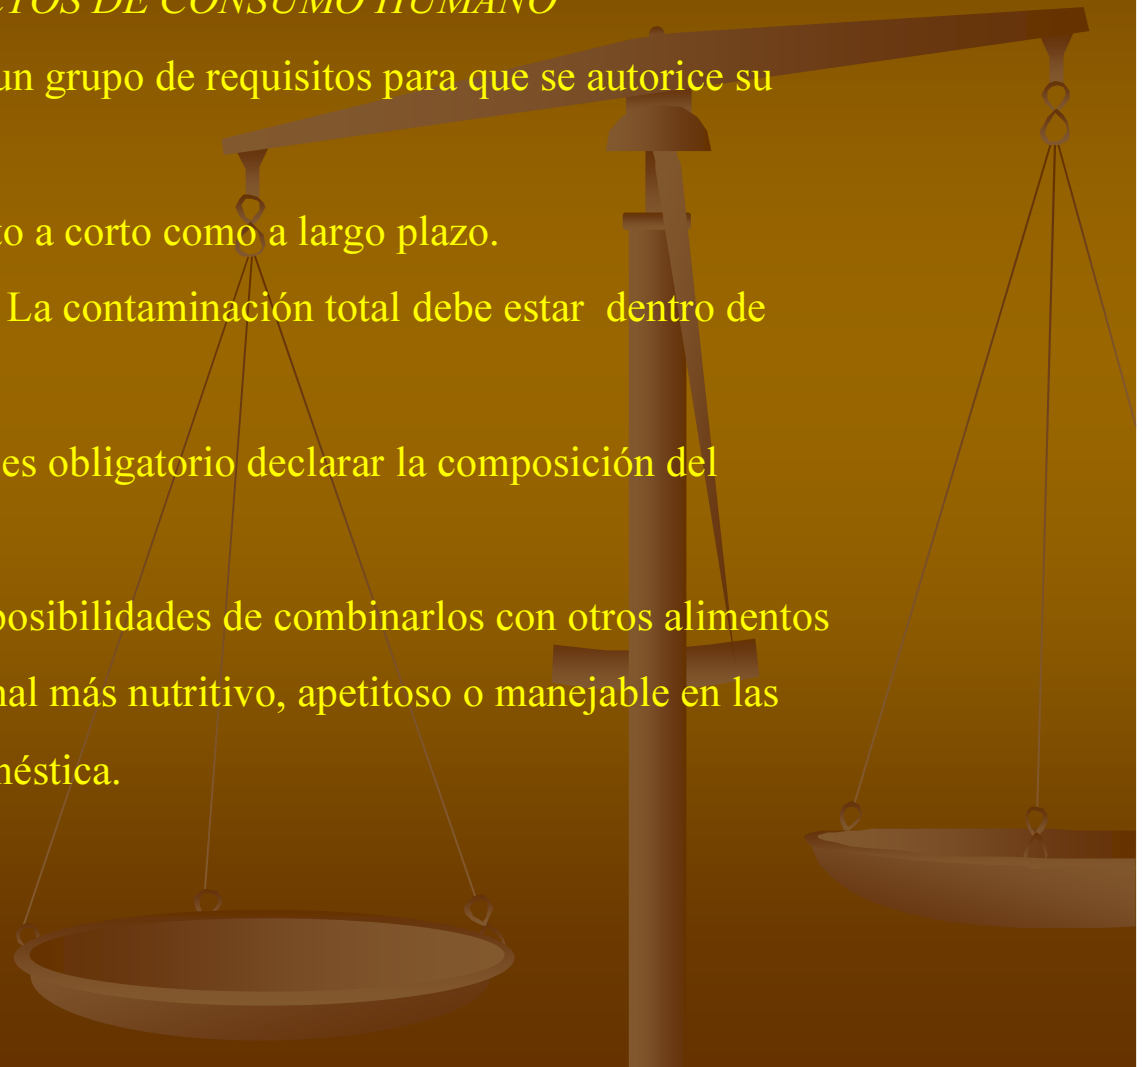 CTOS DE CONSUMO HUMANO
un grupo de requisitos para que se autorice su
to a corto como a largo plazo.
La contaminación total debe estar dentro de
es obligatorio declarar la composición del
posibilidades de combinarlos con otros alimentos
nal más nutritivo, apetitoso o manejable en las
méstica.